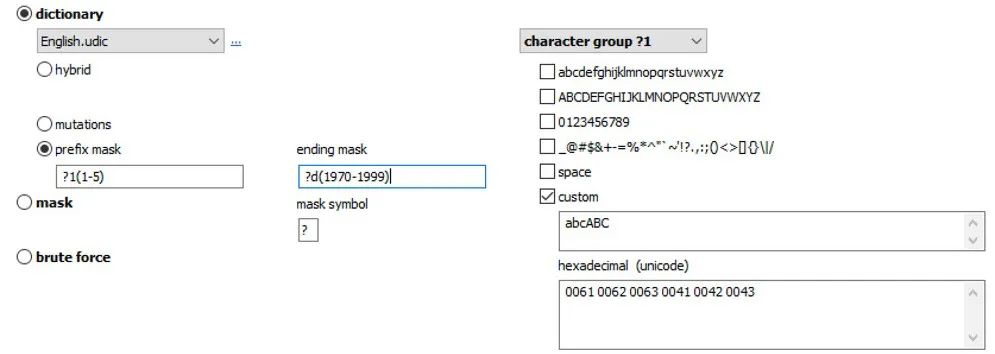 dictionary
English.udic
...
hybrid
mutations
prefix mask
?1(1-5)
ending mask
?d(1970-1999)
mask
mask symbol
?
brute force
character group ?1
abcdefghijklmnopqrstuvwxyz
ABCDEFGHIJKLMNOPQRSTUVWXYZ
0123456789
_@#$&+-=%*^"`~'!?.,:;()<>[]{}\|/
space
custom
abcABC
hexadecimal (unicode)
0061 0062 0063 0041 0042 0043